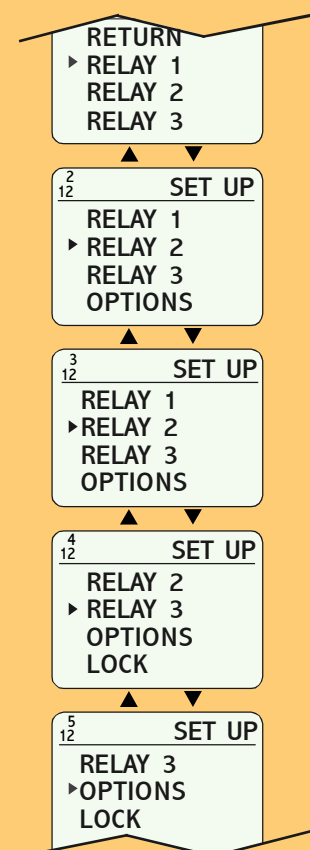 RETURN
RELAY 1
RELAY 2
RELAY 3
2
12 SET UP
RELAY 1
RELAY 2
RELAY 3
OPTIONS
3
12 SET UP
RELAY 1
RELAY 2
RELAY 3
OPTIONS
4
12 SET UP
RELAY 2
RELAY 3
OPTIONS
LOCK
5
12 SET UP
RELAY 3
OPTIONS
LOCK